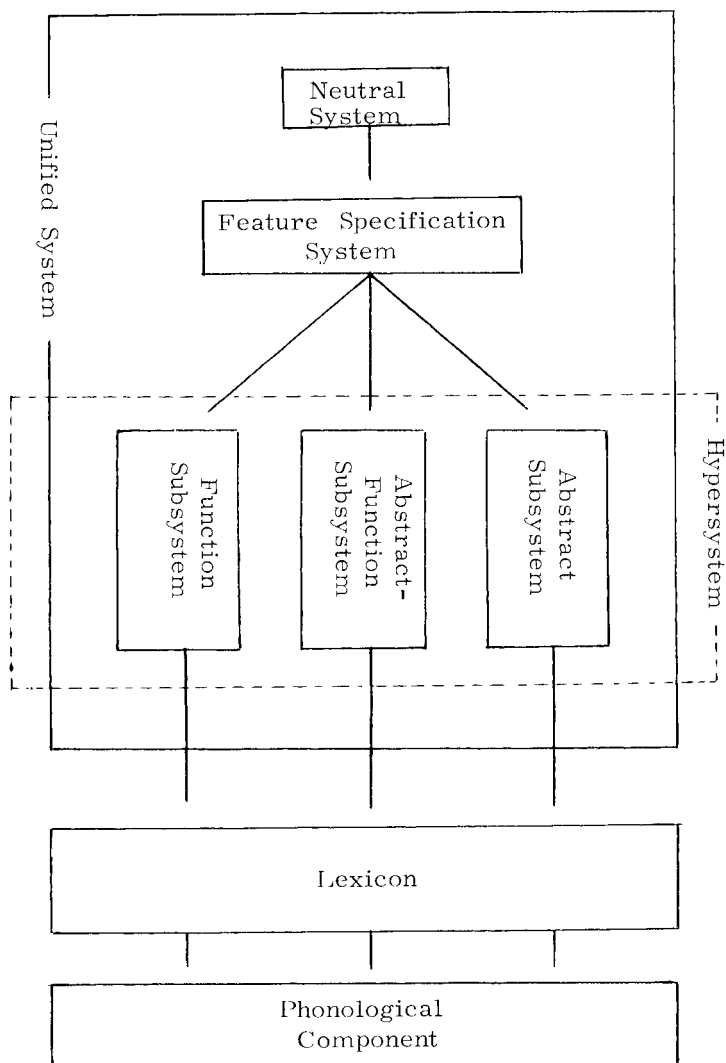 Neutral
System
Unified System
Feature Specification
System
Hypersystem
Function
Subsystem
Abstract-
Function
Subsystem
Abstract
Subsystem
Lexicon
Phonological
Component